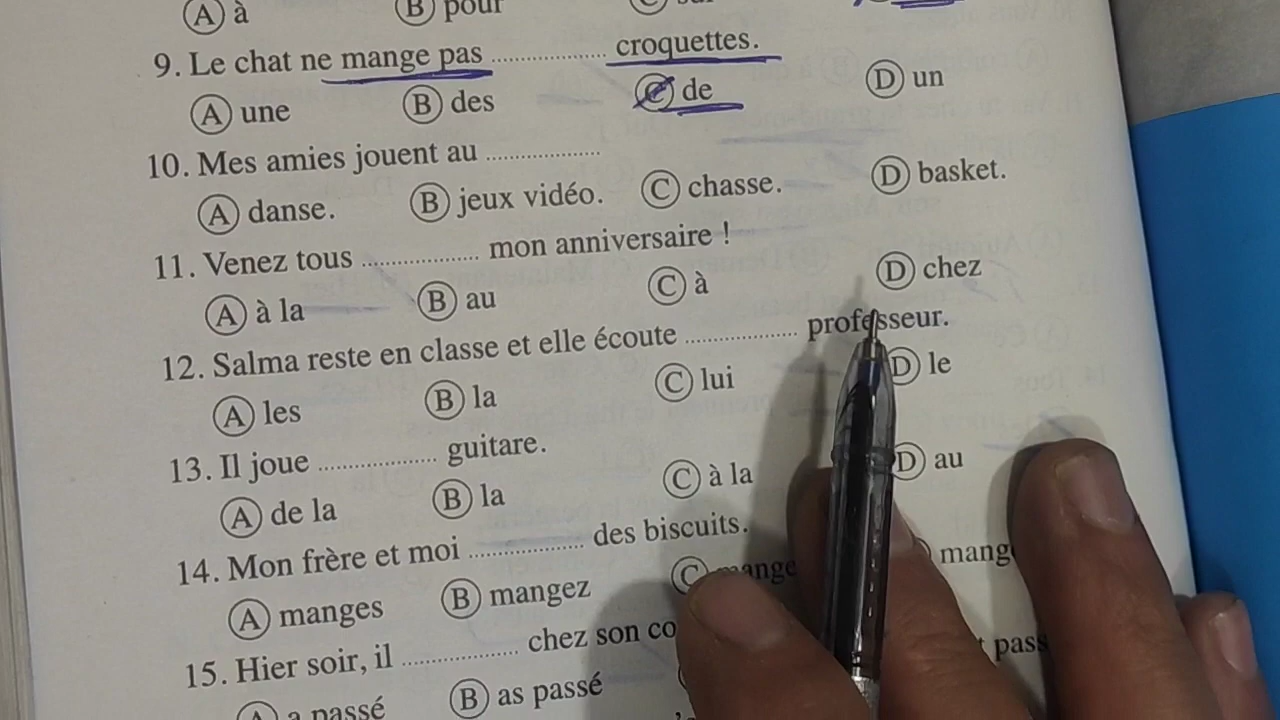 A à B pour C sur
9. Le chat ne mange pas .................... croquettes.
A une B des C de D un
10. Mes amies jouent au ....................
A danse. B jeux vidéo. C chasse. D basket.
11. Venez tous .................... mon anniversaire !
A à la B au C à D chez
12. Salma reste en classe et elle écoute .................... professeur.
A les B la C lui D le
13. Il joue .................... guitare.
A de la B la C à la D au
14. Mon frère et moi .................... des biscuits.
A manges B mangez C mange
15. Hier soir, il .................... chez son
A a passé B as passé